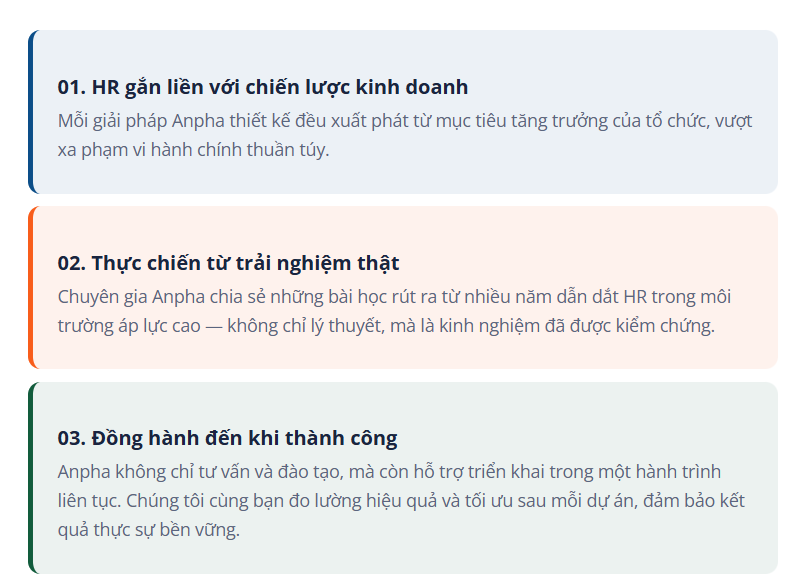 01. HR gắn liền với chiến lược kinh doanh
Mỗi giải pháp Anpha thiết kế đều xuất phát từ mục tiêu tăng trưởng của tổ chức, vượt
xa phạm vi hành chính thuần túy.
02. Thực chiến từ trải nghiệm thật
Chuyên gia Anpha chia sẻ những bài học rút ra từ nhiều năm dẫn dắt HR trong môi
trường áp lực cao — không chỉ lý thuyết, mà là kinh nghiệm đã được kiểm chứng.
03. Đồng hành đến khi thành công
Anpha không chỉ tư vấn và đào tạo, mà còn hỗ trợ triển khai trong một hành trình
liên tục. Chúng tôi cùng bạn đo lường hiệu quả và tối ưu sau mỗi dự án, đảm bảo kết
quả thực sự bền vững.